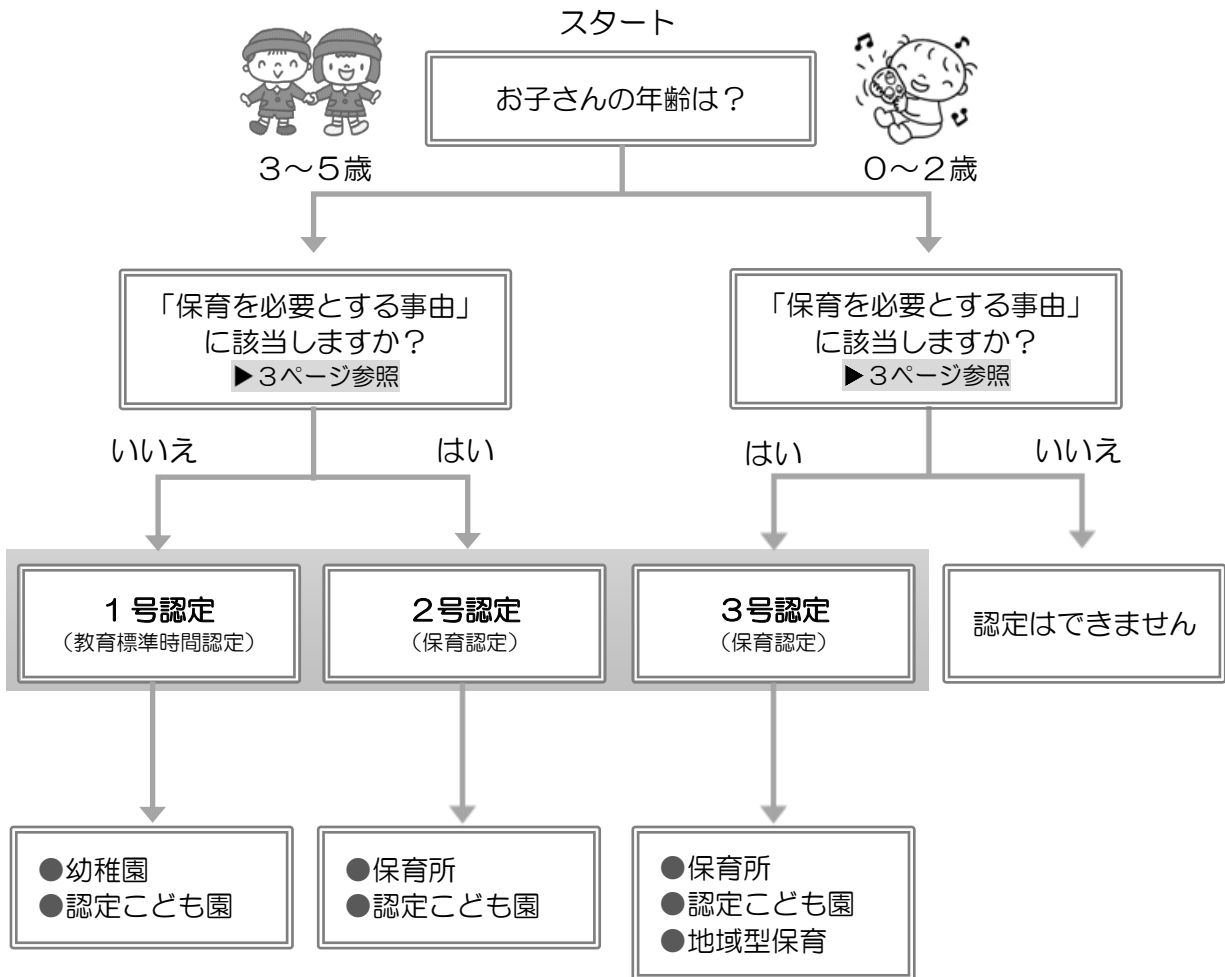 スタート
お子さんの年齢は？
3～5歳
0～2歳
「保育を必要とする事由」
に該当しますか？
▶3ページ参照
「保育を必要とする事由」
に該当しますか？
▶3ページ参照
いいえ
はい
はい
いいえ
1号認定
（教育標準時間認定）
2号認定
（保育認定）
3号認定
（保育認定）
認定はできません
●幼稚園
●認定こども園
●保育所
●認定こども園
●保育所
●認定こども園
●地域型保育